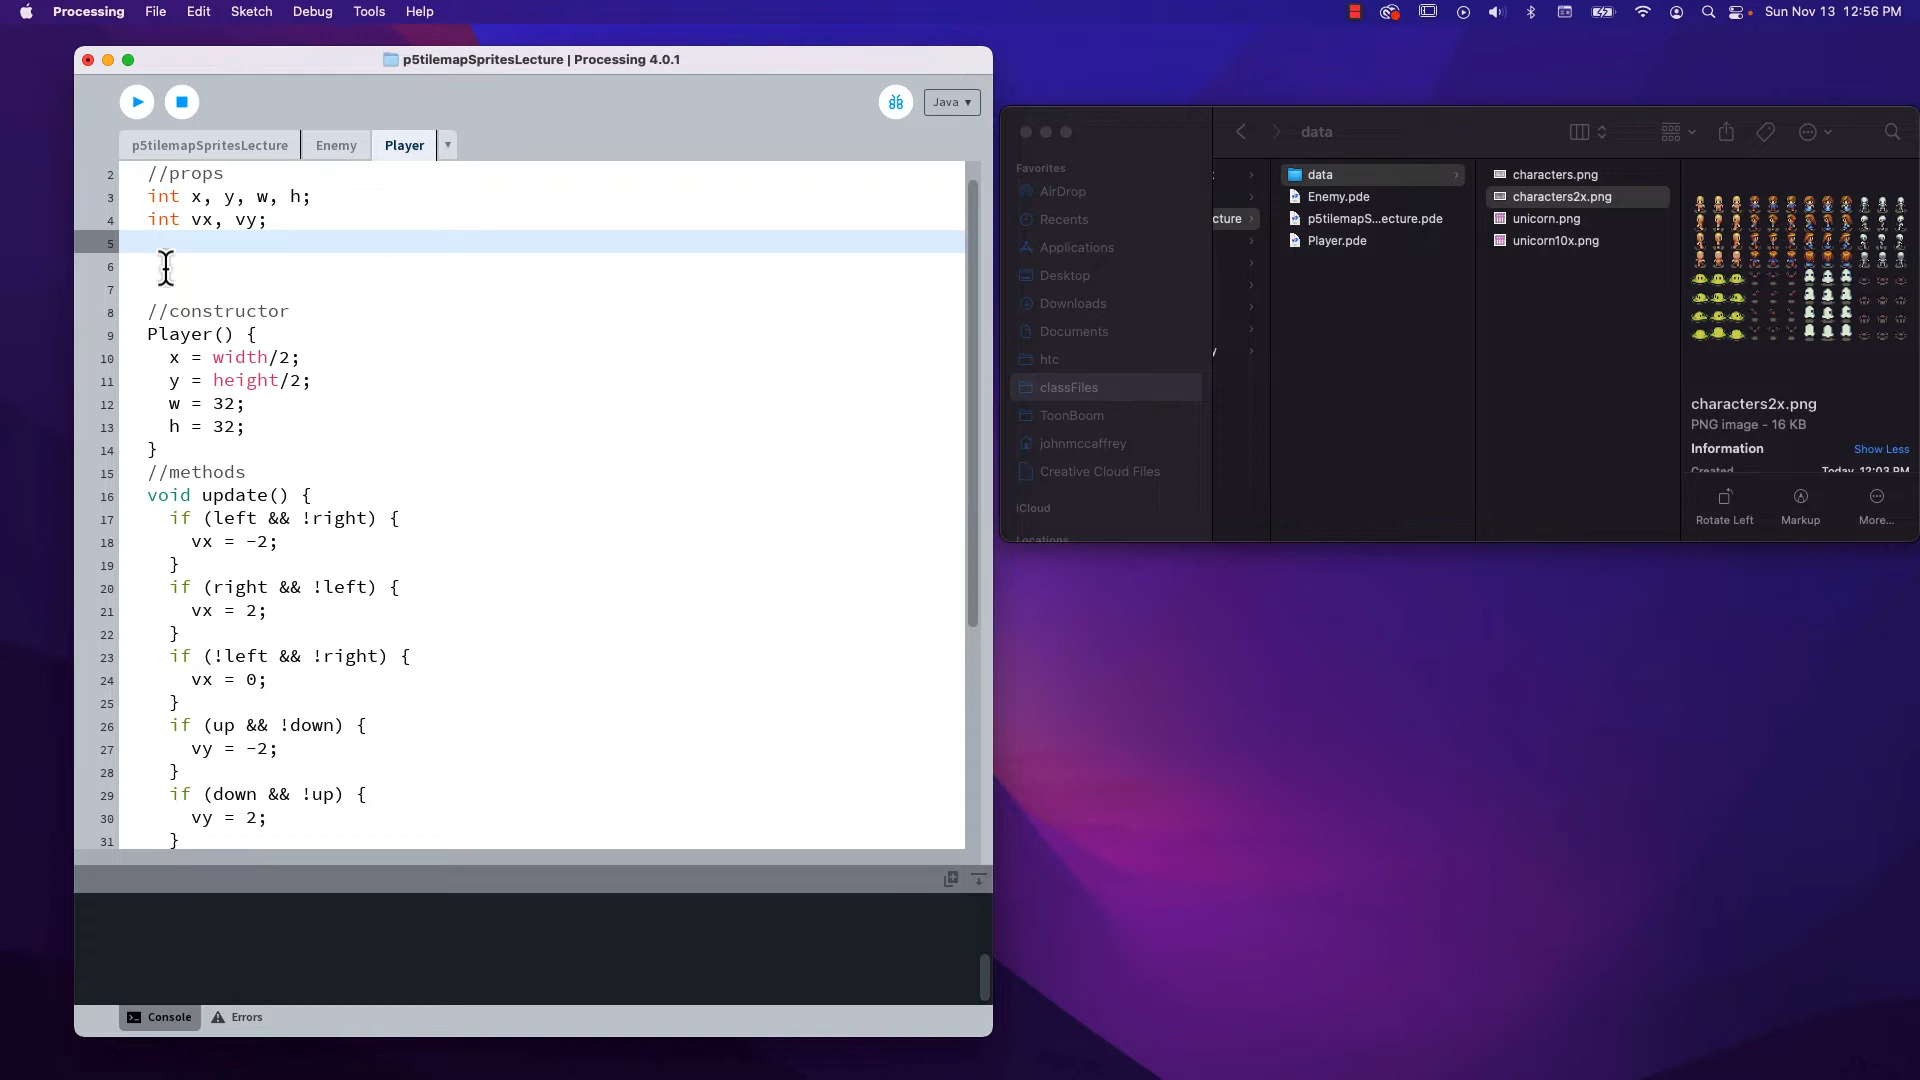 Processing File Edit Sketch Debug Tools Help
Sun Nov 13 12:56 PM
p5tilemapSpritesLecture | Processing 4.0.1
Java ▾
p5tilemapSpritesLecture Enemy Player ▾
2 //props
3 int x, y, w, h;
4 int vx, vy;
5
6
7
8 //constructor
9 Player() {
10 x = width/2;
11 y = height/2;
12 w = 32;
13 h = 32;
14 }
15 //methods
16 void update() {
17 if (left && !right) {
18 vx = -2;
19 }
20 if (right && !left) {
21 vx = 2;
22 }
23 if (!left && !right) {
24 vx = 0;
25 }
26 if (up && !down) {
27 vy = -2;
28 }
29 if (down && !up) {
30 vy = 2;
31 }
Console Errors
data
Favorites
AirDrop
Recents
Applications
Desktop
Downloads
Documents
htc
classFiles
ToonBoom
johnmccaffrey
Creative Cloud Files
iCloud
Locations
cture
data
Enemy.pde
p5tilemapS...ecture.pde
Player.pde
characters.png
characters2x.png
unicorn.png
unicorn10x.png
characters2x.png
PNG image - 16 KB
Information Show Less
Created Today, 12:03 PM
Rotate Left Markup More...